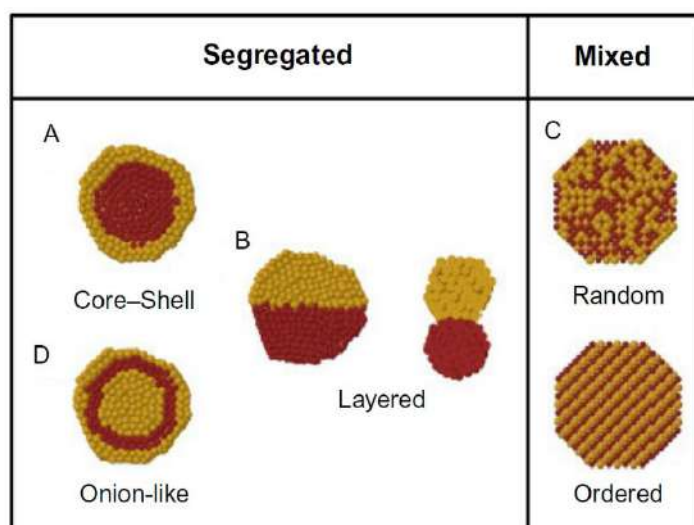 Segregated
Mixed
A
Core–Shell
B
Layered
C
Random
D
Onion-like
Ordered